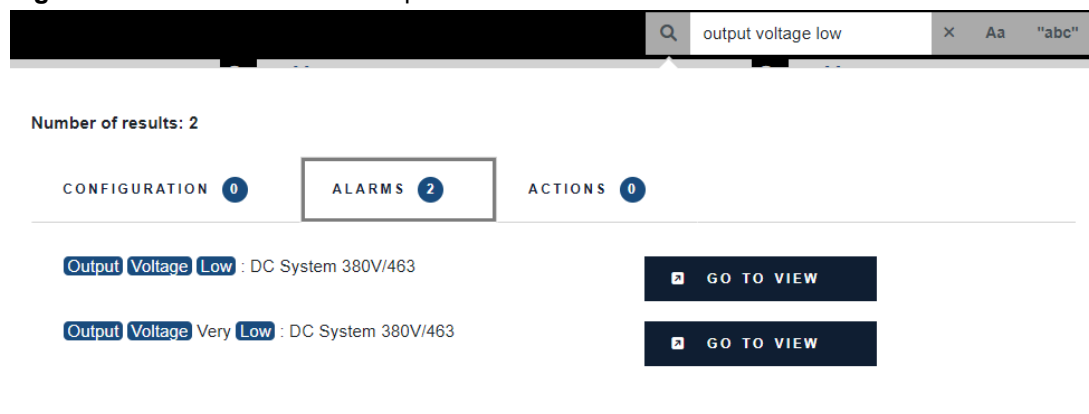 output voltage low × Aa "abc"
Number of results: 2
CONFIGURATION 0 ALARMS 2 ACTIONS 0
Output Voltage Low : DC System 380V/463 GO TO VIEW
Output Voltage Very Low : DC System 380V/463 GO TO VIEW